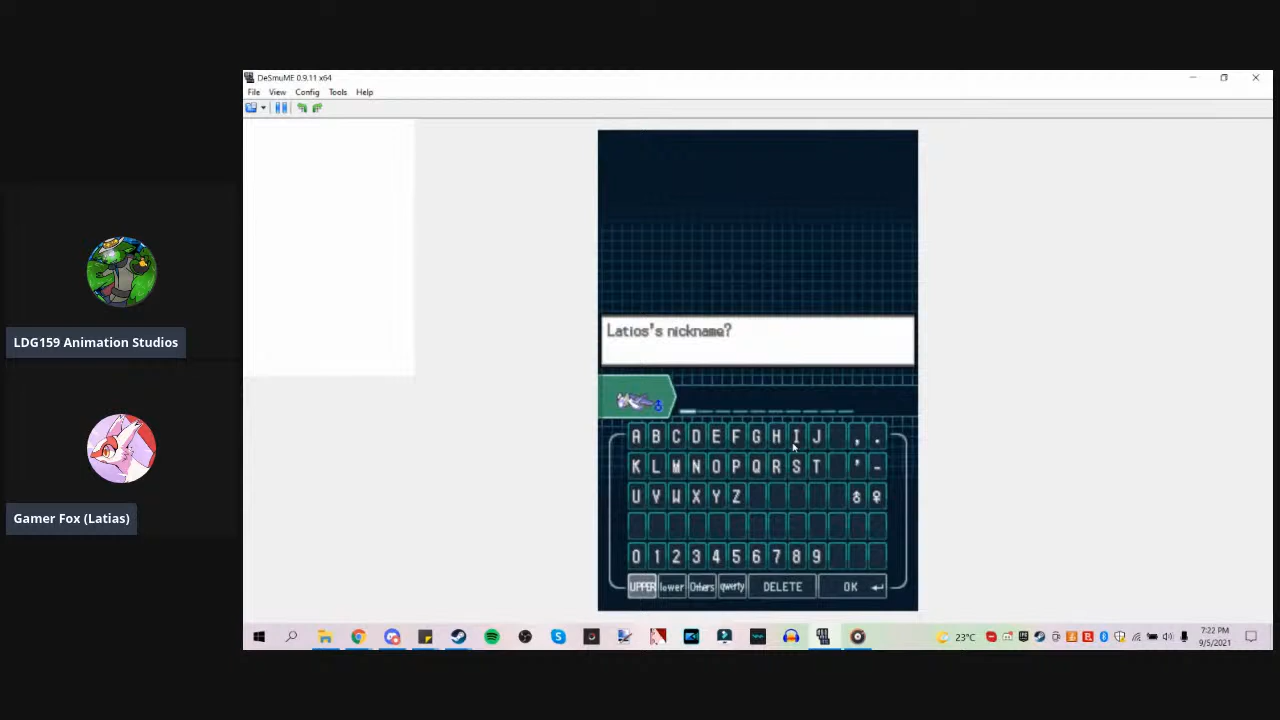 DeSmuME 0.9.11 x64
File View Config Tools Help
LDG159 Animation Studios
Gamer Fox (Latias)
Latios's nickname?
A B C D E F G H I J , .
K L M N O P Q R S T ' -
U V W X Y Z ♂ ♀
0 1 2 3 4 5 6 7 8 9
UPPER lower Others qwerty DELETE OK
23°C
7:22 PM
9/5/2021